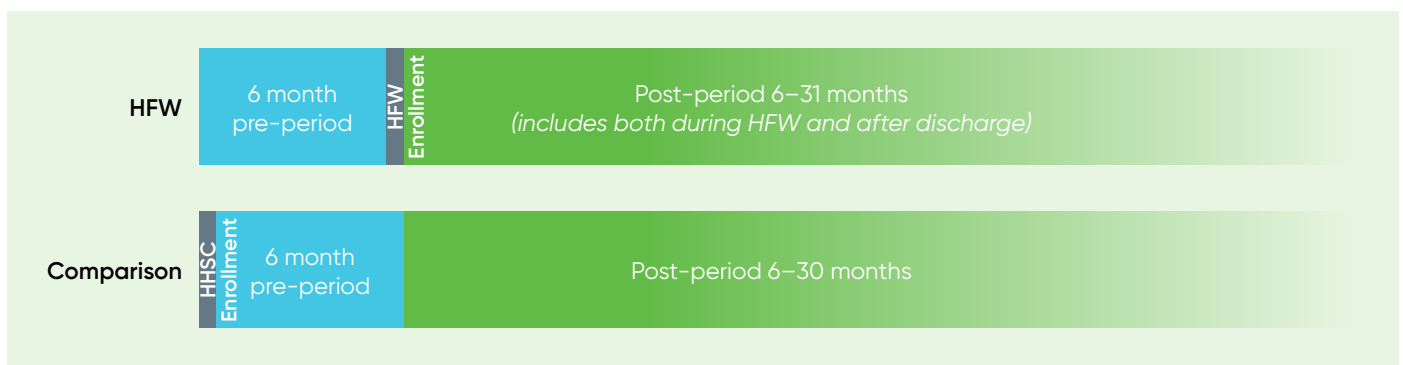 HFW
6 month
pre-period
HFW
Enrollment
Post-period 6–31 months
(includes both during HFW and after discharge)
Comparison
HHSC
Enrollment
6 month
pre-period
Post-period 6–30 months